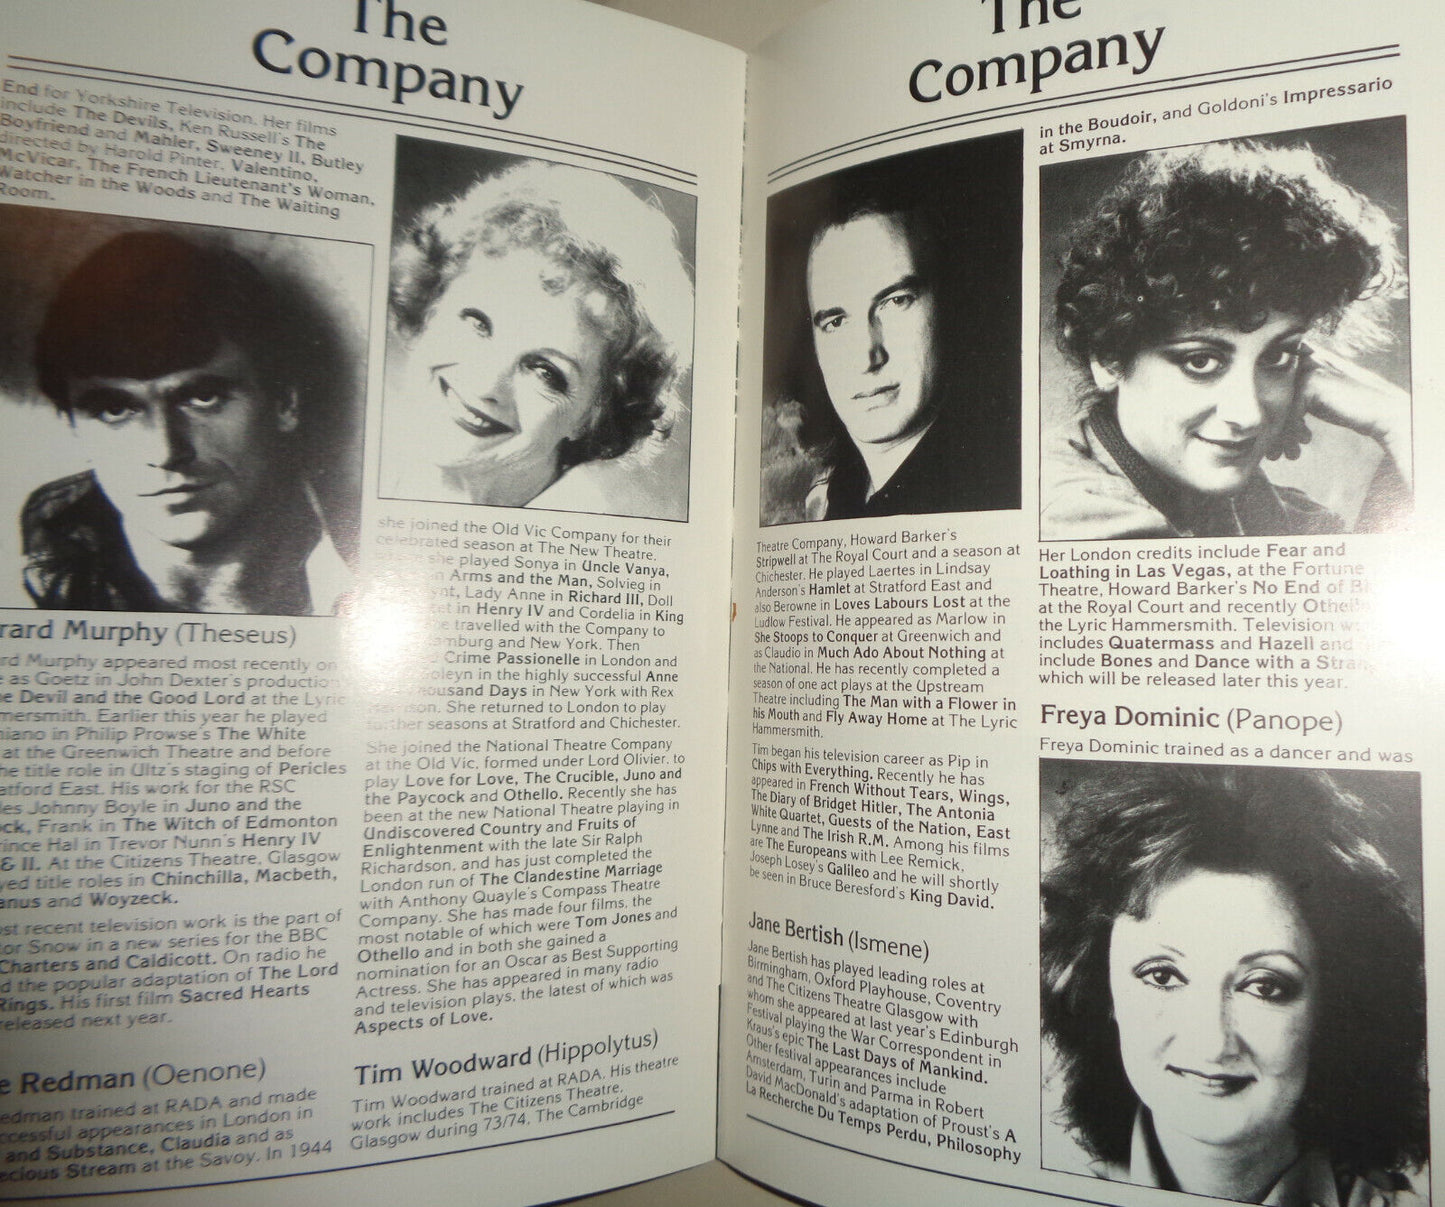 The
Company
End for Yorkshire Television. Her films
include The Devils, Ken Russell's The
Boyfriend and Mahler, Sweeney II, Butley
directed by Harold Pinter, Valentino,
McVicar, The French Lieutenant's Woman,
Watcher in the Woods and The Waiting
Room.
rard Murphy (Theseus)
rd Murphy appeared most recently on
as Goetz in John Dexter's production
e Devil and the Good Lord at the Lyric
mersmith. Earlier this year he played
niano in Philip Prowse's The White
at the Greenwich Theatre and before
he title role in Ultz's staging of Pericles
atford East. His work for the RSC
es Johnny Boyle in Juno and the
ck, Frank in The Witch of Edmonton
rince Hal in Trevor Nunn's Henry IV
& II. At the Citizens Theatre, Glasgow
yed title roles in Chinchilla, Macbeth,
anus and Woyzeck.
st recent television work is the part of
or Snow in a new series for the BBC
Charters and Caldicott. On radio he
d the popular adaptation of The Lord
Rings. His first film Sacred Hearts
released next year.
e Redman (Oenone)
edman trained at RADA and made
ccessful appearances in London in
and Substance, Claudia and as
ecious Stream at the Savoy. In 1944
she joined the Old Vic Company for their
celebrated season at The New Theatre,
she played Sonya in Uncle Vanya,
Arms and the Man, Solvieg in
nt, Lady Anne in Richard III, Doll
et in Henry IV and Cordelia in King
e travelled with the Company to
amburg and New York. Then
Crime Passionelle in London and
oleyn in the highly successful Anne
housand Days in New York with Rex
son. She returned to London to play
further seasons at Stratford and Chichester.
She joined the National Theatre Company
at the Old Vic, formed under Lord Olivier, to
play Love for Love, The Crucible, Juno and
the Paycock and Othello. Recently she has
been at the new National Theatre playing in
Undiscovered Country and Fruits of
Enlightenment with the late Sir Ralph
Richardson, and has just completed the
London run of The Clandestine Marriage
with Anthony Quayle's Compass Theatre
Company. She has made four films, the
most notable of which were Tom Jones and
Othello and in both she gained a
nomination for an Oscar as Best Supporting
Actress. She has appeared in many radio
and television plays, the latest of which was
Aspects of Love.
Tim Woodward (Hippolytus)
Tim Woodward trained at RADA. His theatre
work includes The Citizens Theatre,
Glasgow during 73/74, The Cambridge
The
Company
Theatre Company, Howard Barker's
Stripwell at The Royal Court and a season at
Chichester. He played Laertes in Lindsay
Anderson's Hamlet at Stratford East and
also Berowne in Loves Labours Lost at the
Ludlow Festival. He appeared as Marlow in
She Stoops to Conquer at Greenwich and
as Claudio in Much Ado About Nothing at
the National. He has recently completed a
season of one act plays at the Upstream
Theatre including The Man with a Flower in
his Mouth and Fly Away Home at The Lyric
Hammersmith.
Tim began his television career as Pip in
Chips with Everything. Recently he has
appeared in French Without Tears, Wings,
The Diary of Bridget Hitler, The Antonia
White Quartet, Guests of the Nation, East
Lynne and The Irish R.M. Among his films
are The Europeans with Lee Remick,
Joseph Losey's Galileo and he will shortly
be seen in Bruce Beresford's King David.
Jane Bertish (Ismene)
Jane Bertish has played leading roles at
Birmingham, Oxford Playhouse, Coventry
and The Citizens Theatre Glasgow with
whom she appeared at last year's Edinburgh
Festival playing the War Correspondent in
Kraus's epic The Last Days of Mankind.
Other festival appearances include
Amsterdam, Turin and Parma in Robert
David MacDonald's adaptation of Proust's A
La Recherche Du Temps Perdu, Philosophy
in the Boudoir, and Goldoni's Impressario
at Smyrna.
Her London credits include Fear and
Loathing in Las Vegas, at the Fortune
Theatre, Howard Barker's No End of
at the Royal Court and recently Othello
the Lyric Hammersmith. Television
includes Quatermass and Hazell and
include Bones and Dance with a
which will be released later this year.
Freya Dominic (Panope)
Freya Dominic trained as a dancer and was